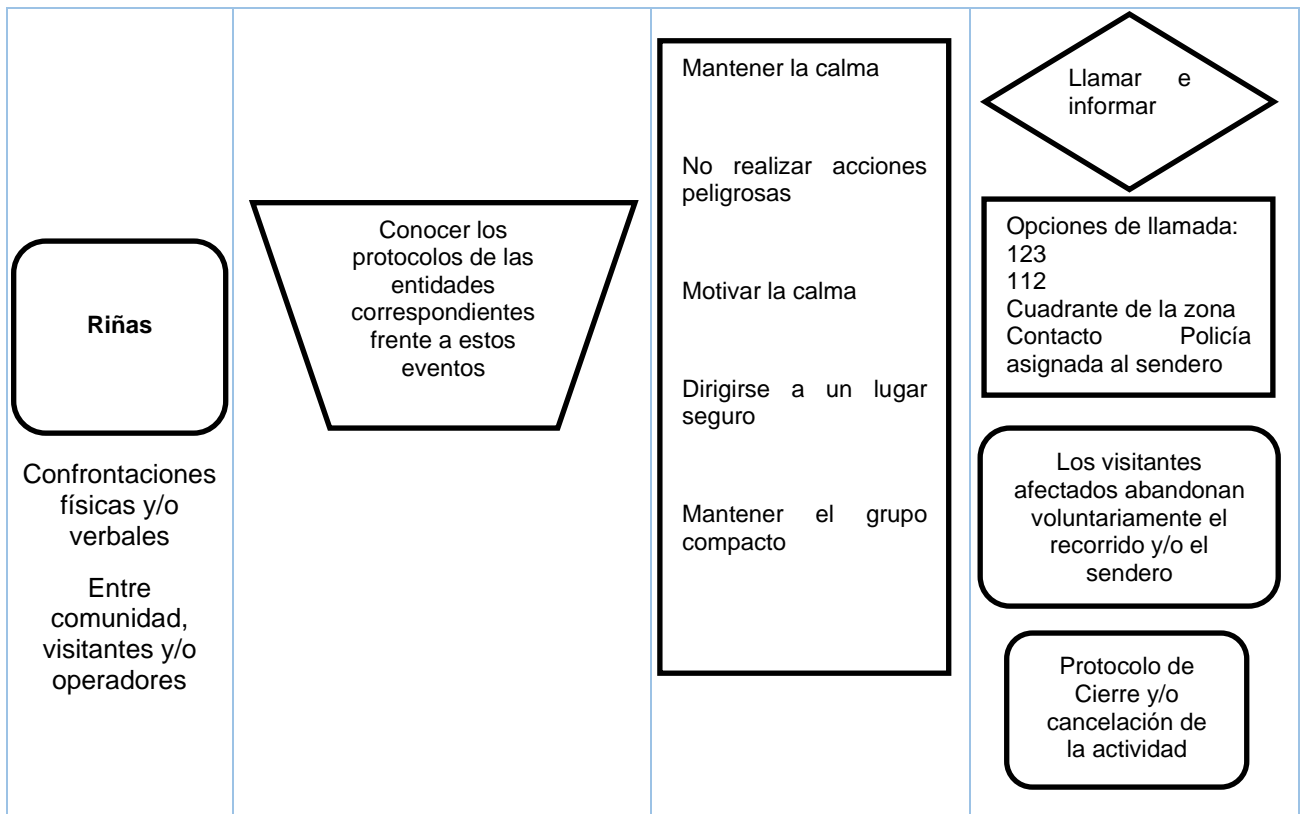 Riñas
Confrontaciones
físicas y/o
verbales
Entre
comunidad,
visitantes y/o
operadores
Conocer los
protocolos de las
entidades
correspondientes
frente a estos
eventos
Mantener la calma
No realizar acciones
peligrosas
Motivar la calma
Dirigirse a un lugar
seguro
Mantener el grupo
compacto
Llamar e
informar
Opciones de llamada:
123
112
Cuadrante de la zona
Contacto Policía
asignada al sendero
Los visitantes
afectados abandonan
voluntariamente el
recorrido y/o el
sendero
Protocolo de
Cierre y/o
cancelación de
la actividad